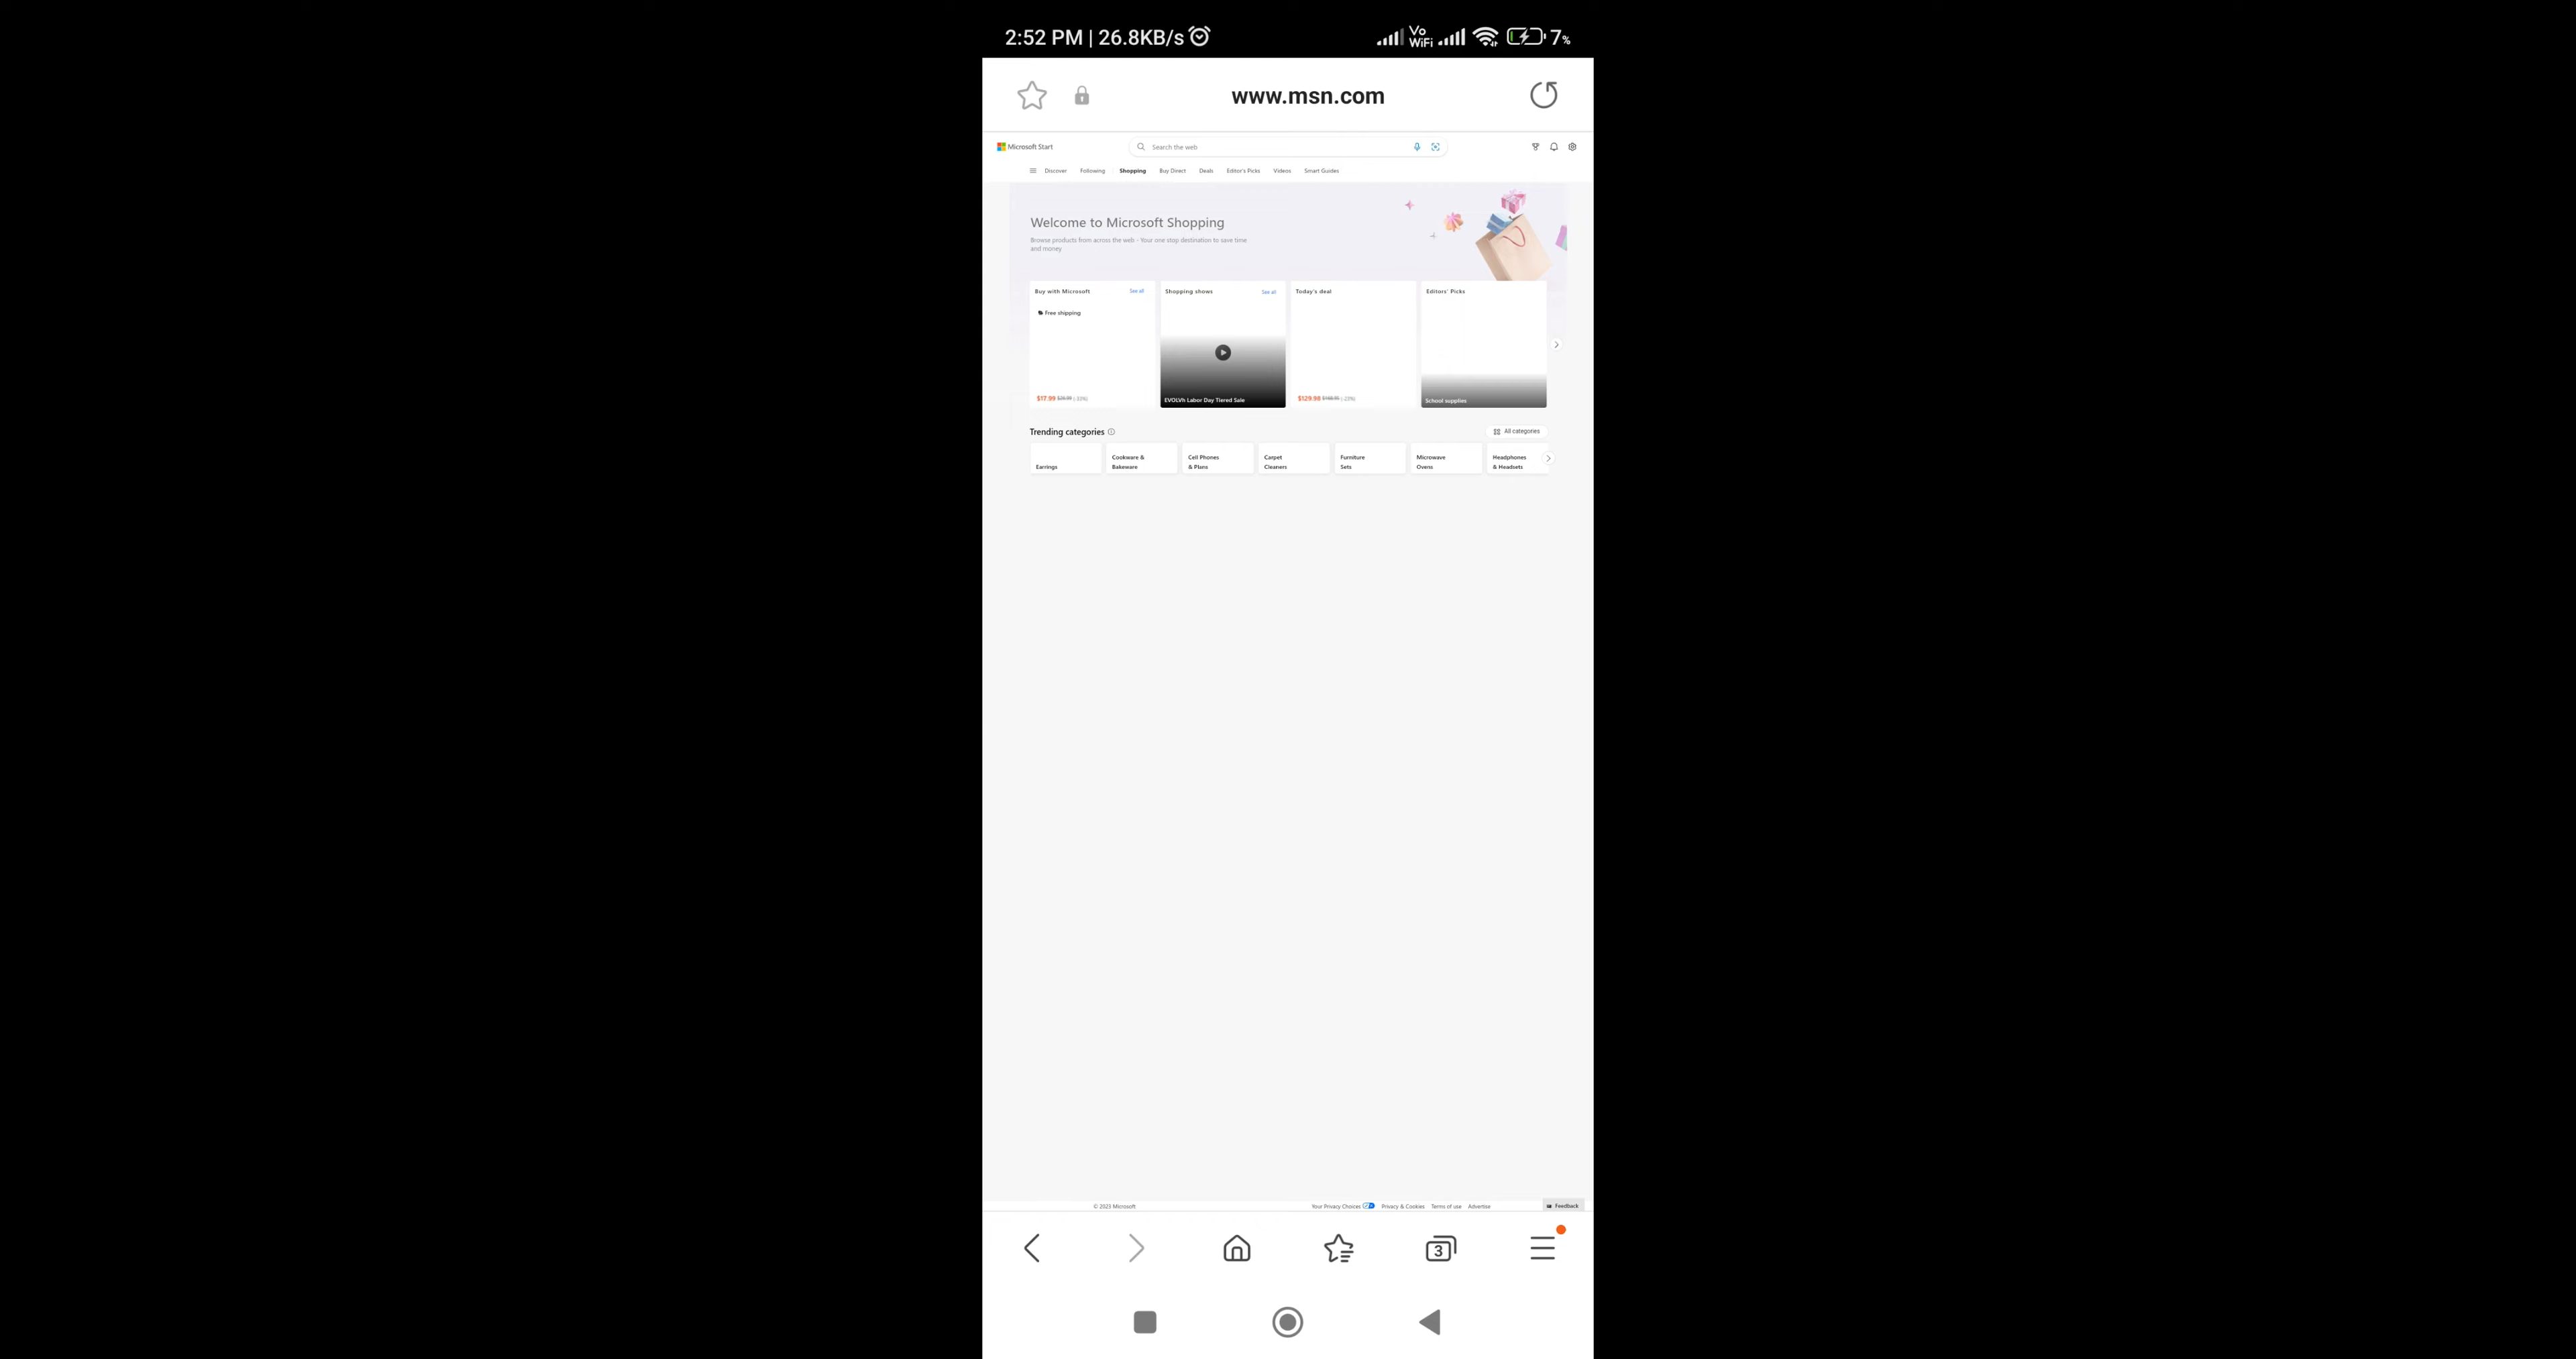 2:52 PM | 26.8KB/s
Vo WiFi
7%
www.msn.com
Microsoft Start
Search the web
Discover Following Shopping Buy Direct Deals Editor's Picks Videos Smart Guides
Welcome to Microsoft Shopping
Browse products from across the web - Your one stop destination to save time
and money
Buy with Microsoft See all
Free shipping
$17.99
Shopping shows See all
EVOLVh Labor Day Tiered Sale
Today's deal
$129.98
Editors' Picks
School supplies
Trending categories
All categories
Earrings
Cookware &
Bakeware
Cell Phones
& Plans
Carpet
Cleaners
Furniture
Sets
Microwave
Ovens
Headphones
& Headsets
© 2023 Microsoft
Your Privacy Choices Privacy & Cookies Terms of use Advertise
Feedback
3